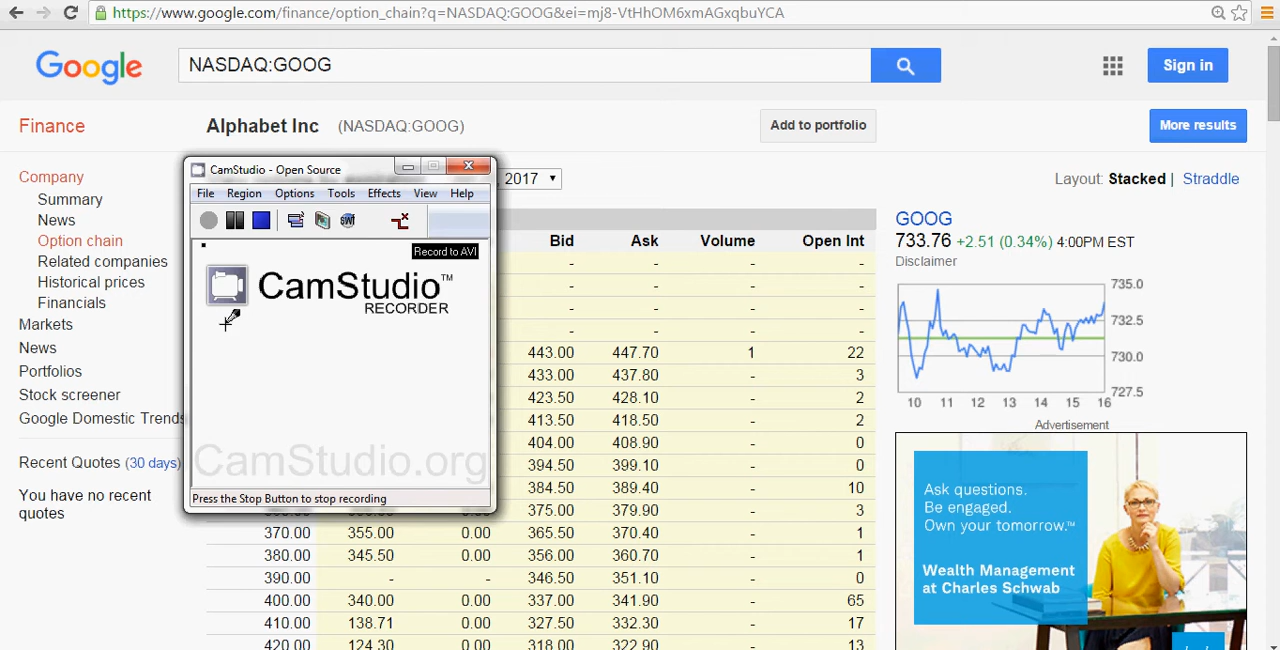 https://www.google.com/finance/option_chain?q=NASDAQ:GOOG&ei=mj8-VtHhOM6xmAGxqbuYCA
Google
NASDAQ:GOOG
Sign in
Finance
Alphabet Inc (NASDAQ:GOOG)
Add to portfolio
More results
Company
Summary
News
Option chain
Related companies
Historical prices
Financials
Markets
News
Portfolios
Stock screener
Google Domestic Trends
Recent Quotes (30 days)
You have no recent
quotes
CamStudio - Open Source
File Region Options Tools Effects View Help
Record to AVI
CamStudio™
RECORDER
CamStudio.org
Press the Stop Button to stop recording
, 2017
Layout: Stacked | Straddle
Bid Ask Volume Open Int
- - - -
- - - -
- - - -
- - - -
443.00 447.70 1 22
433.00 437.80 - 3
423.50 428.10 - 2
413.50 418.50 - 2
404.00 408.90 - 0
394.50 399.10 - 0
384.50 389.40 - 10
375.00 379.90 - 3
370.00 355.00 0.00 365.50 370.40 - 1
380.00 345.50 0.00 356.00 360.70 - 1
390.00 - - 346.50 351.10 - 0
400.00 340.00 0.00 337.00 341.90 - 65
410.00 138.71 0.00 327.50 332.30 - 17
420.00 124.30 0.00 318.00 322.90 - 13
GOOG
733.76 +2.51 (0.34%) 4:00PM EST
Disclaimer
735.0
732.5
730.0
727.5
10 11 12 13 14 15 16
Advertisement
Ask questions.
Be engaged.
Own your tomorrow.™
Wealth Management
at Charles Schwab